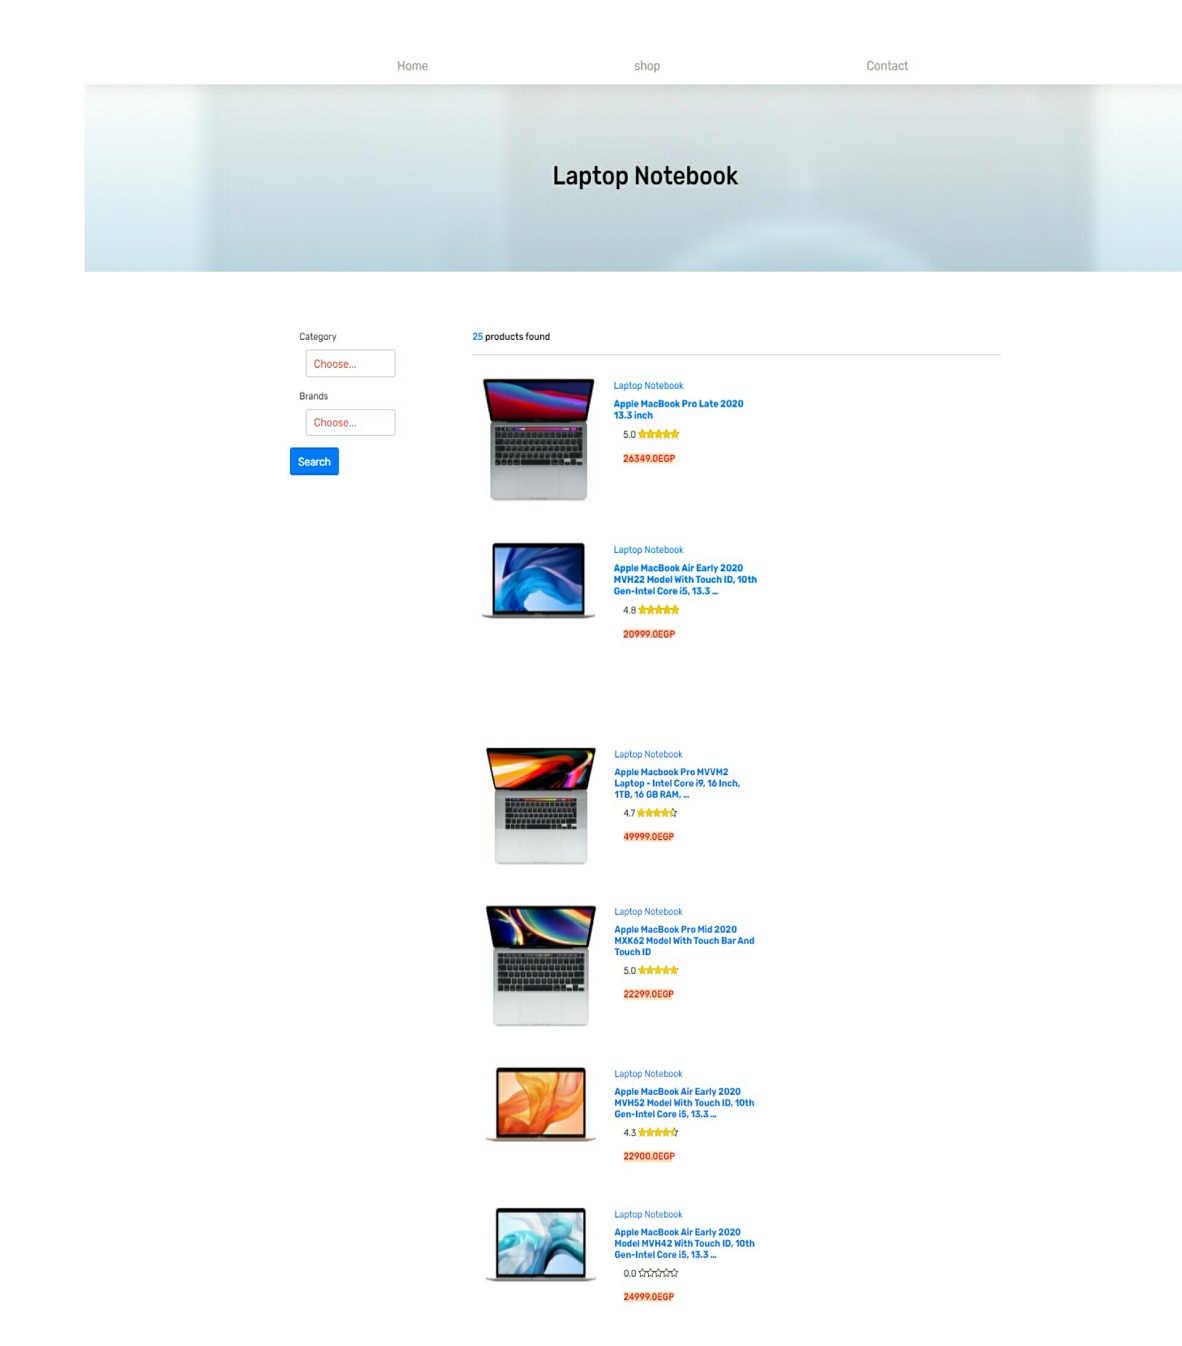 Home
shop
Contact
Laptop Notebook
Category
Choose...
Brands
Choose...
Search
25 products found
Laptop Notebook
Apple MacBook Pro Late 2020
13.3 inch
5.0
26349.0EGP
Laptop Notebook
Apple MacBook Air Early 2020
MVH22 Model With Touch ID, 10th
Gen-Intel Core i5, 13.3 ...
4.8
20999.0EGP
Laptop Notebook
Apple Macbook Pro MVVM2
Laptop - Intel Core i9, 16 Inch,
1TB, 16 GB RAM, ...
4.7
49999.0EGP
Laptop Notebook
Apple MacBook Pro Mid 2020
MXK62 Model With Touch Bar And
Touch ID
5.0
22299.0EGP
Laptop Notebook
Apple MacBook Air Early 2020
MVH52 Model With Touch ID, 10th
Gen-Intel Core i5, 13.3 ...
4.3
22900.0EGP
Laptop Notebook
Apple MacBook Air Early 2020
Model MVH42 With Touch ID, 10th
Gen-Intel Core i5, 13.3 ...
0.0
24999.0EGP